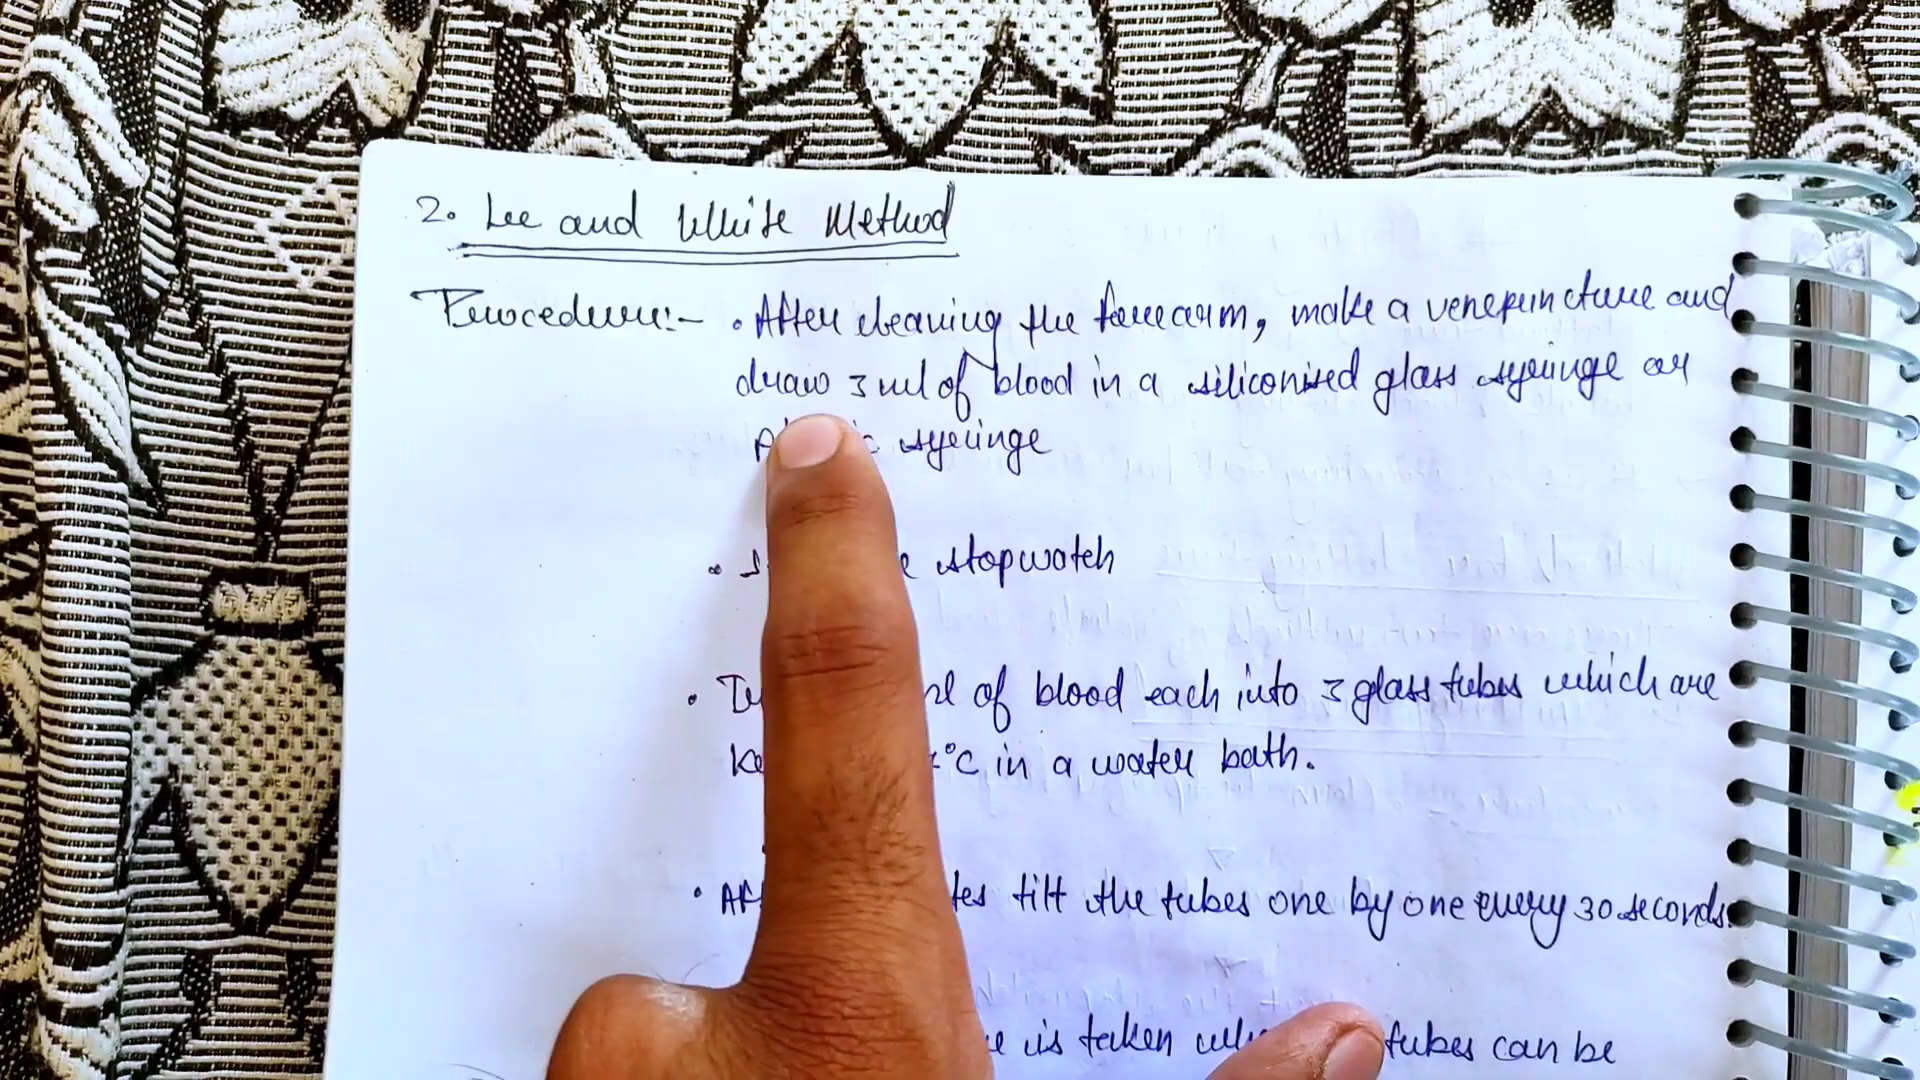 2. Lee and White Method
Procedure:- • After cleaning the forearm, make a venepuncture and
draw 3 ml of blood in a siliconised glass syringe or
syringe
• stopwatch
• of blood each into 3 glass tubes which are
°C in a water bath.
• tilt the tubes one by one every 30 seconds.
is taken tubes can be